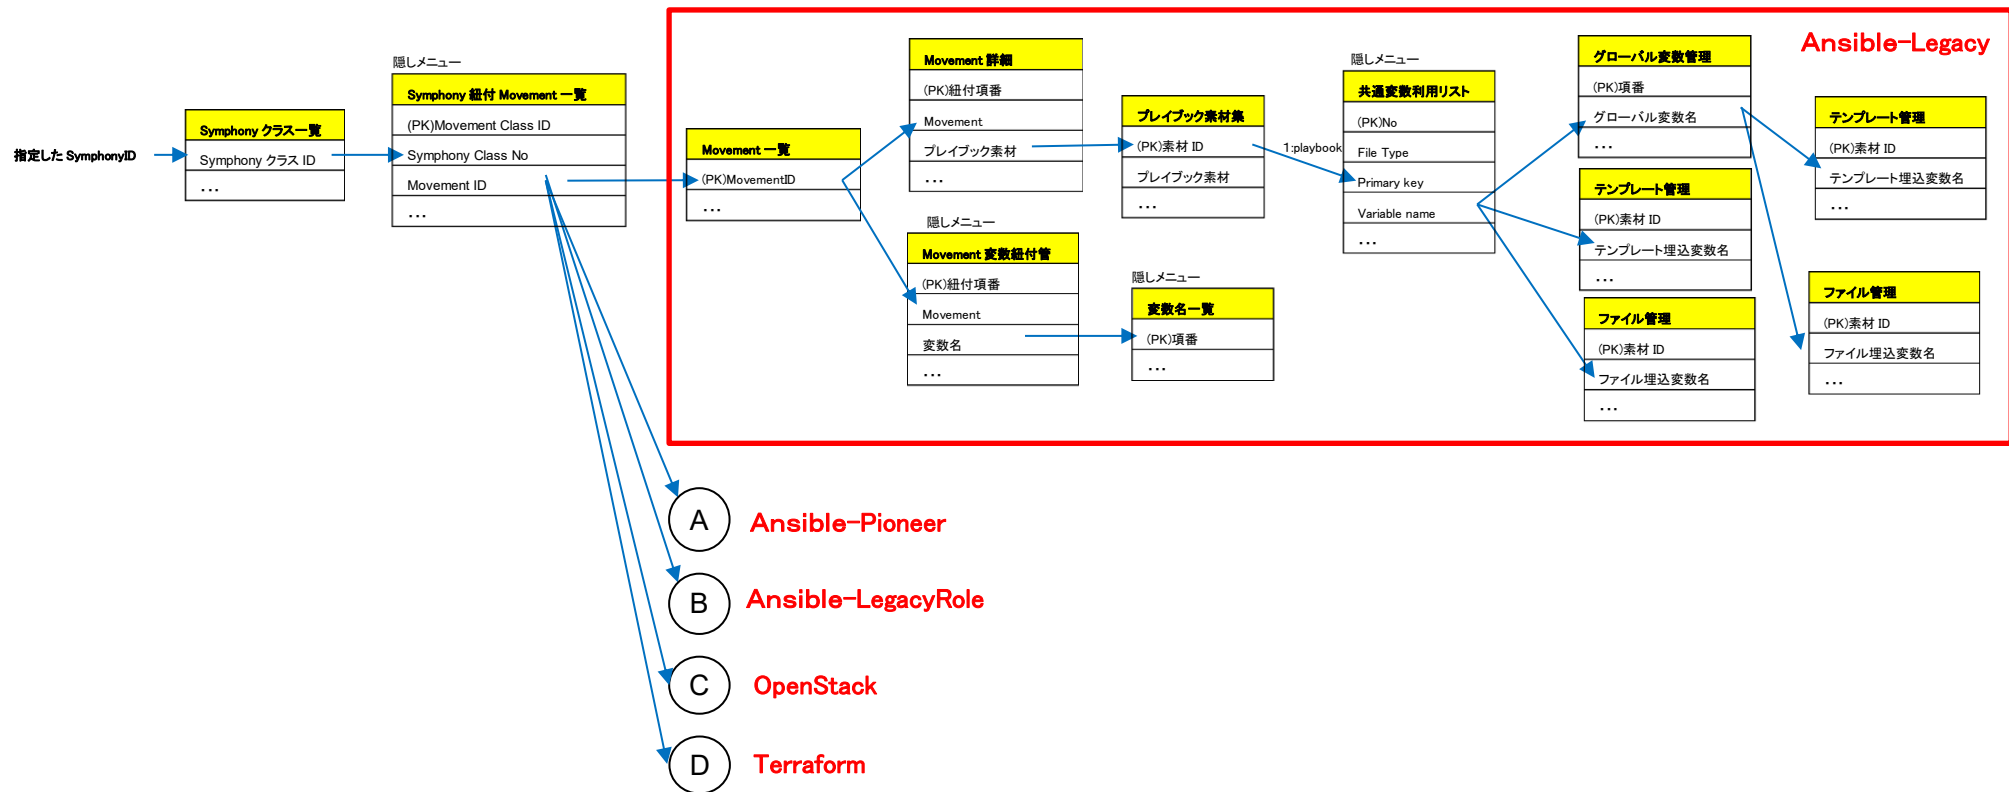 指定した SymphonyID
Symphony クラス一覧
Symphony クラス ID
...
隠しメニュー
Symphony 紐付 Movement 一覧
(PK)Movement Class ID
Symphony Class No
Movement ID
...
Ansible-Legacy
Movement 一覧
(PK)MovementID
...
Movement 詳細
(PK)紐付項番
Movement
プレイブック素材
...
隠しメニュー
Movement 変数紐付管
(PK)紐付項番
Movement
変数名
...
プレイブック素材集
(PK)素材 ID
プレイブック素材
...
隠しメニュー
変数名一覧
(PK)項番
...
1:playbook
隠しメニュー
共通変数利用リスト
(PK)No
File Type
Primary key
Variable name
...
グローバル変数管理
(PK)項番
グローバル変数名
...
テンプレート管理
(PK)素材 ID
テンプレート埋込変数名
...
ファイル管理
(PK)素材 ID
ファイル埋込変数名
...
テンプレート管理
(PK)素材 ID
テンプレート埋込変数名
...
ファイル管理
(PK)素材 ID
ファイル埋込変数名
...
A
Ansible-Pioneer
B
Ansible-LegacyRole
C
OpenStack
D
Terraform